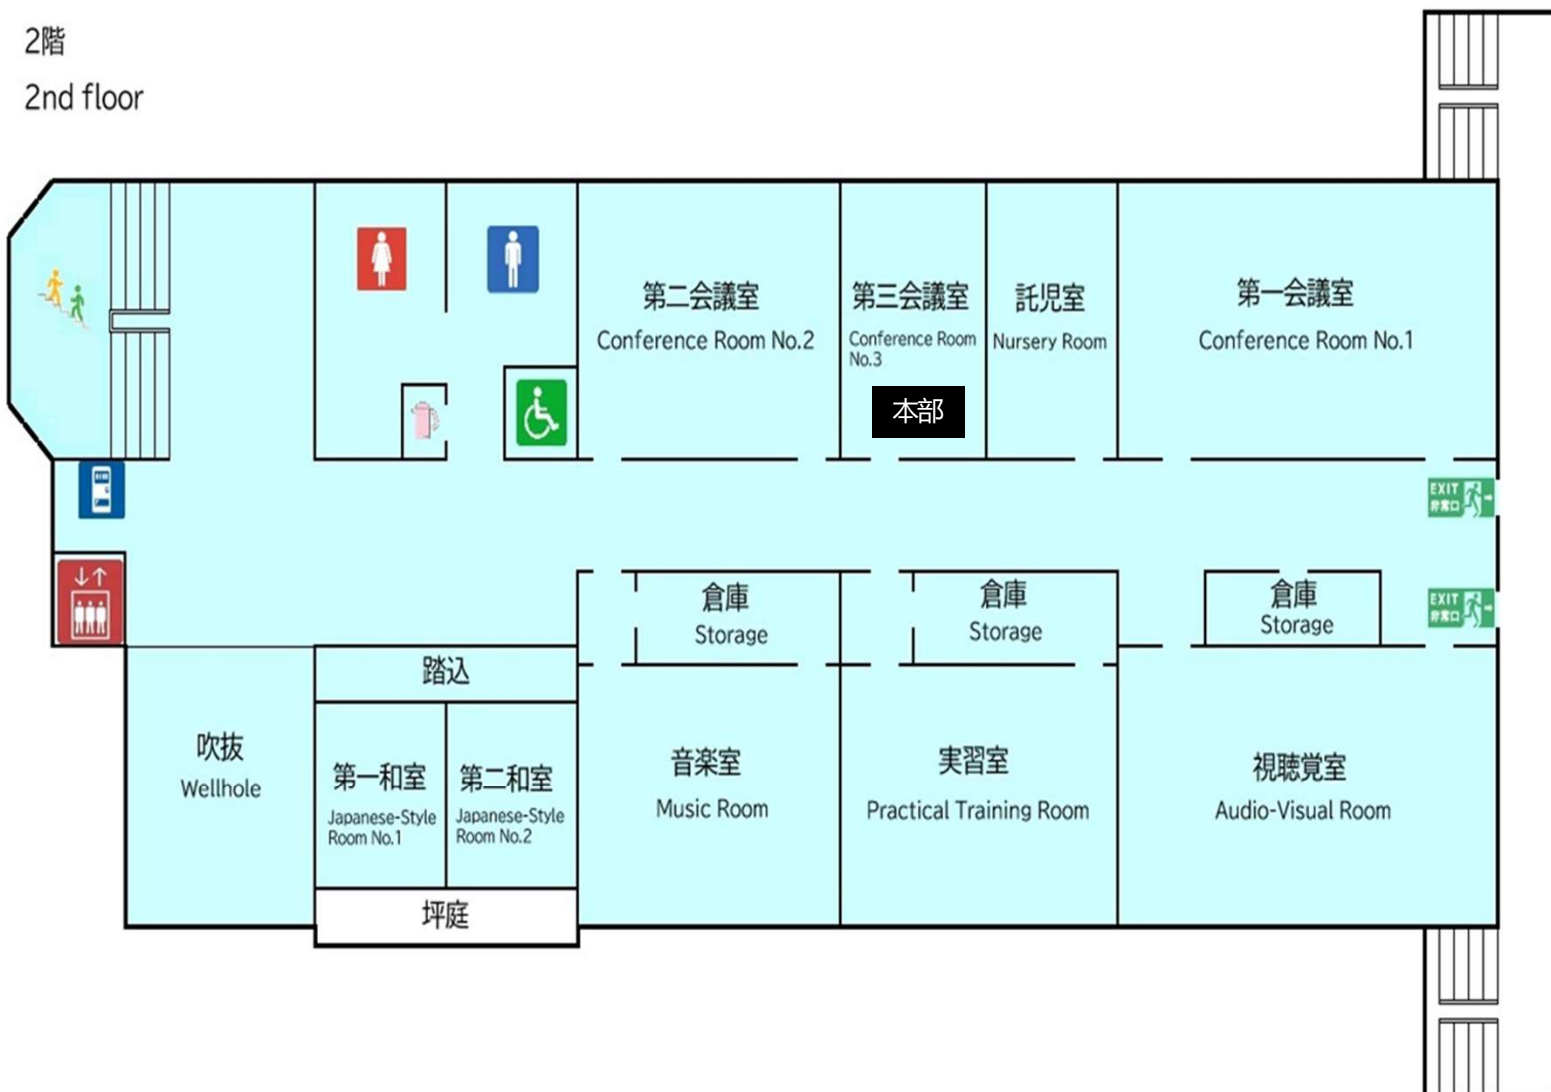 2階
2nd floor
第二会議室
Conference Room No.2
第三会議室
Conference Room
No.3
本部
託児室
Nursery Room
第一会議室
Conference Room No.1
EXIT
非常口
倉庫
Storage
倉庫
Storage
倉庫
Storage
EXIT
非常口
踏込
吹抜
Wellhole
第一和室
Japanese-Style
Room No.1
第二和室
Japanese-Style
Room No.2
音楽室
Music Room
実習室
Practical Training Room
視聴覚室
Audio-Visual Room
坪庭